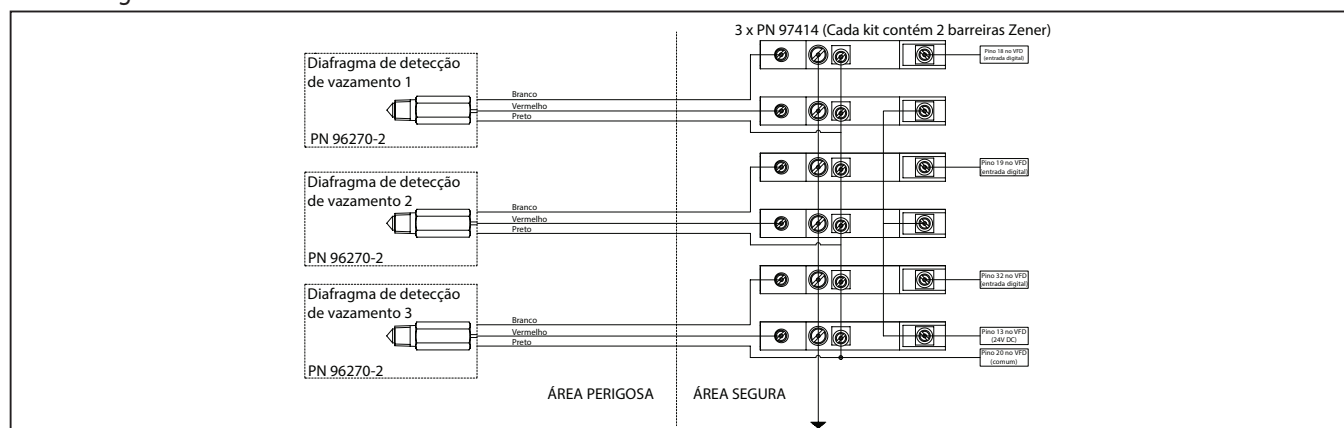 3 x PN 97414 (Cada kit contém 2 barreiras Zener)
Diafragma de detecção
de vazamento 1
PN 96270-2
Branco
Vermelho
Preto
Pino 18 no VFD
(entrada digital)
Diafragma de detecção
de vazamento 2
PN 96270-2
Branco
Vermelho
Preto
Pino 19 no VFD
(entrada digital)
Diafragma de detecção
de vazamento 3
PN 96270-2
Branco
Vermelho
Preto
Pino 32 no VFD
(entrada digital)
Pino 13 no VFD
(24V DC)
Pino 20 no VFD
(comum)
ÁREA PERIGOSA
ÁREA SEGURA